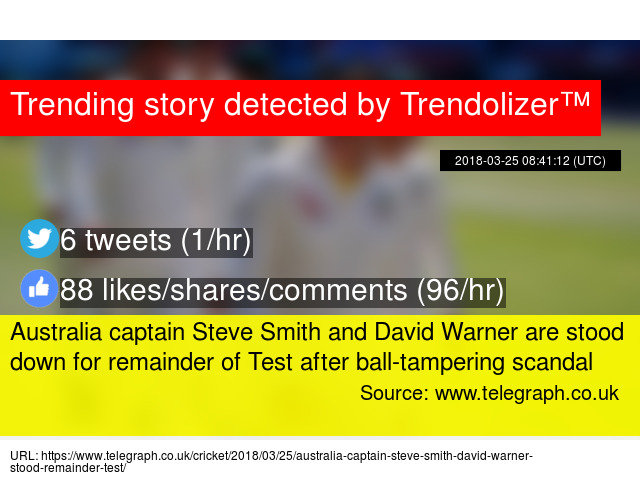 Trending story detected by Trendolizer™
2018-03-25 08:41:12 (UTC)
6 tweets (1/hr)
88 likes/shares/comments (96/hr)
Australia captain Steve Smith and David Warner are stood
down for remainder of Test after ball-tampering scandal
Source: www.telegraph.co.uk
URL: https://www.telegraph.co.uk/cricket/2018/03/25/australia-captain-steve-smith-david-warner-
stood-remainder-test/